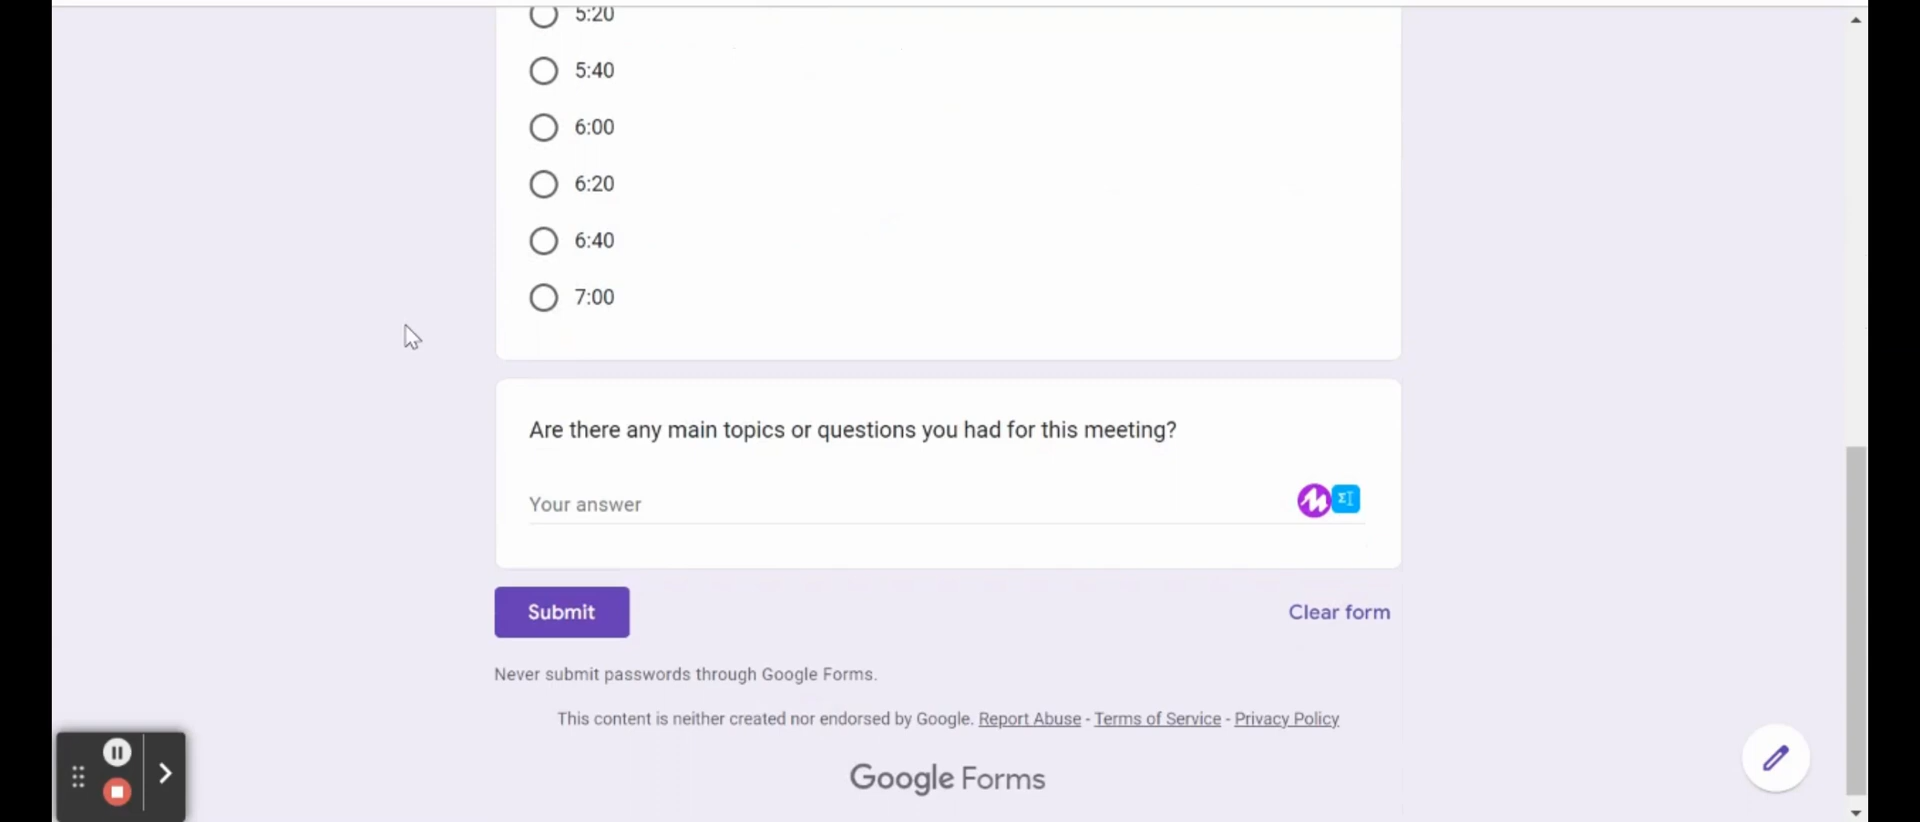 5:20
5:40
6:00
6:20
6:40
7:00
Are there any main topics or questions you had for this meeting?
Your answer
Submit
Clear form
Never submit passwords through Google Forms.
This content is neither created nor endorsed by Google. Report Abuse - Terms of Service - Privacy Policy
Google Forms